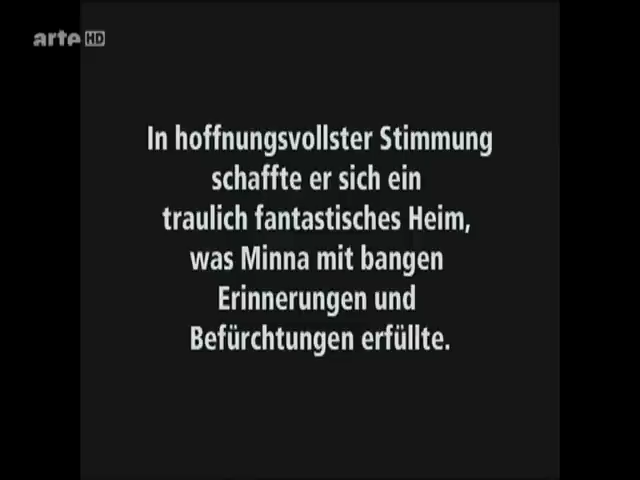 arte HD
In hoffnungsvollster Stimmung
schaffte er sich ein
traulich fantastisches Heim,
was Minna mit bangen
Erinnerungen und
Befürchtungen erfüllte.